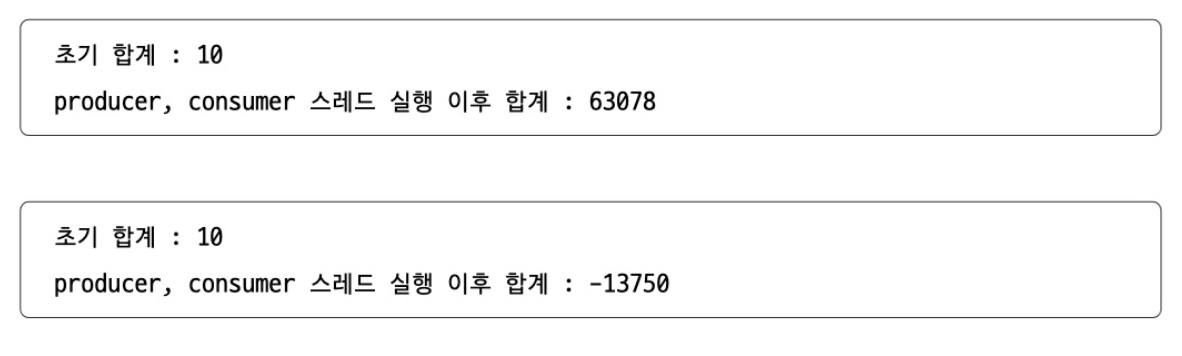 초기 합계 : 10
producer, consumer 스레드 실행 이후 합계 : 63078
초기 합계 : 10
producer, consumer 스레드 실행 이후 합계 : -13750